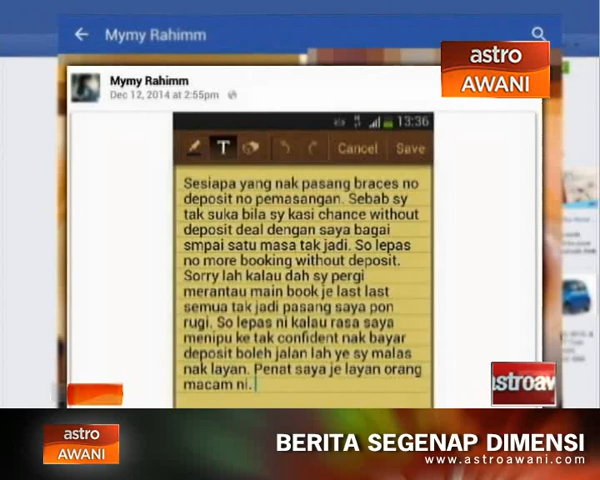 Mymy Rahimm
astro
AWANI
Mymy Rahimm
Dec 12, 2014 at 2:55pm
13:36
T
Cancel
Save
Sesiapa yang nak pasang braces no
deposit no pemasangan. Sebab sy
tak suka bila sy kasi chance without
deposit deal dengan saya bagai
smpai satu masa tak jadi. So lepas
no more booking without deposit.
Sorry lah kalau dah sy pergi
merantau main book je last last
semua tak jadi pasang saya pon
rugi. So lepas ni kalau rasa saya
menipu ke tak confident nak bayar
deposit boleh jalan lah ye sy malas
nak layan. Penat saya je layan orang
macam ni.
astroaw
astro
AWANI
BERITA SEGENAP DIMENSI
www.astroawani.com